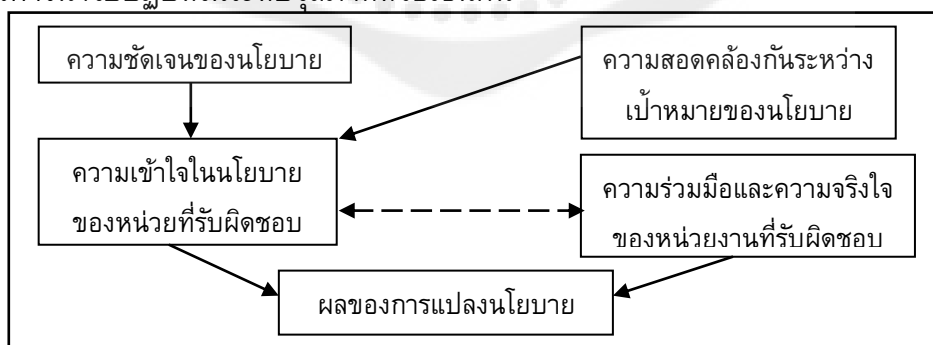 ความชัดเจนของนโยบาย
ความสอดคล้องกันระหว่าง
เป้าหมายของนโยบาย
ความเข้าใจในนโยบาย
ของหน่วยที่รับผิดชอบ
ความร่วมมือและความจริงใจ
ของหน่วยงานที่รับผิดชอบ
ผลของการแปลงนโยบาย